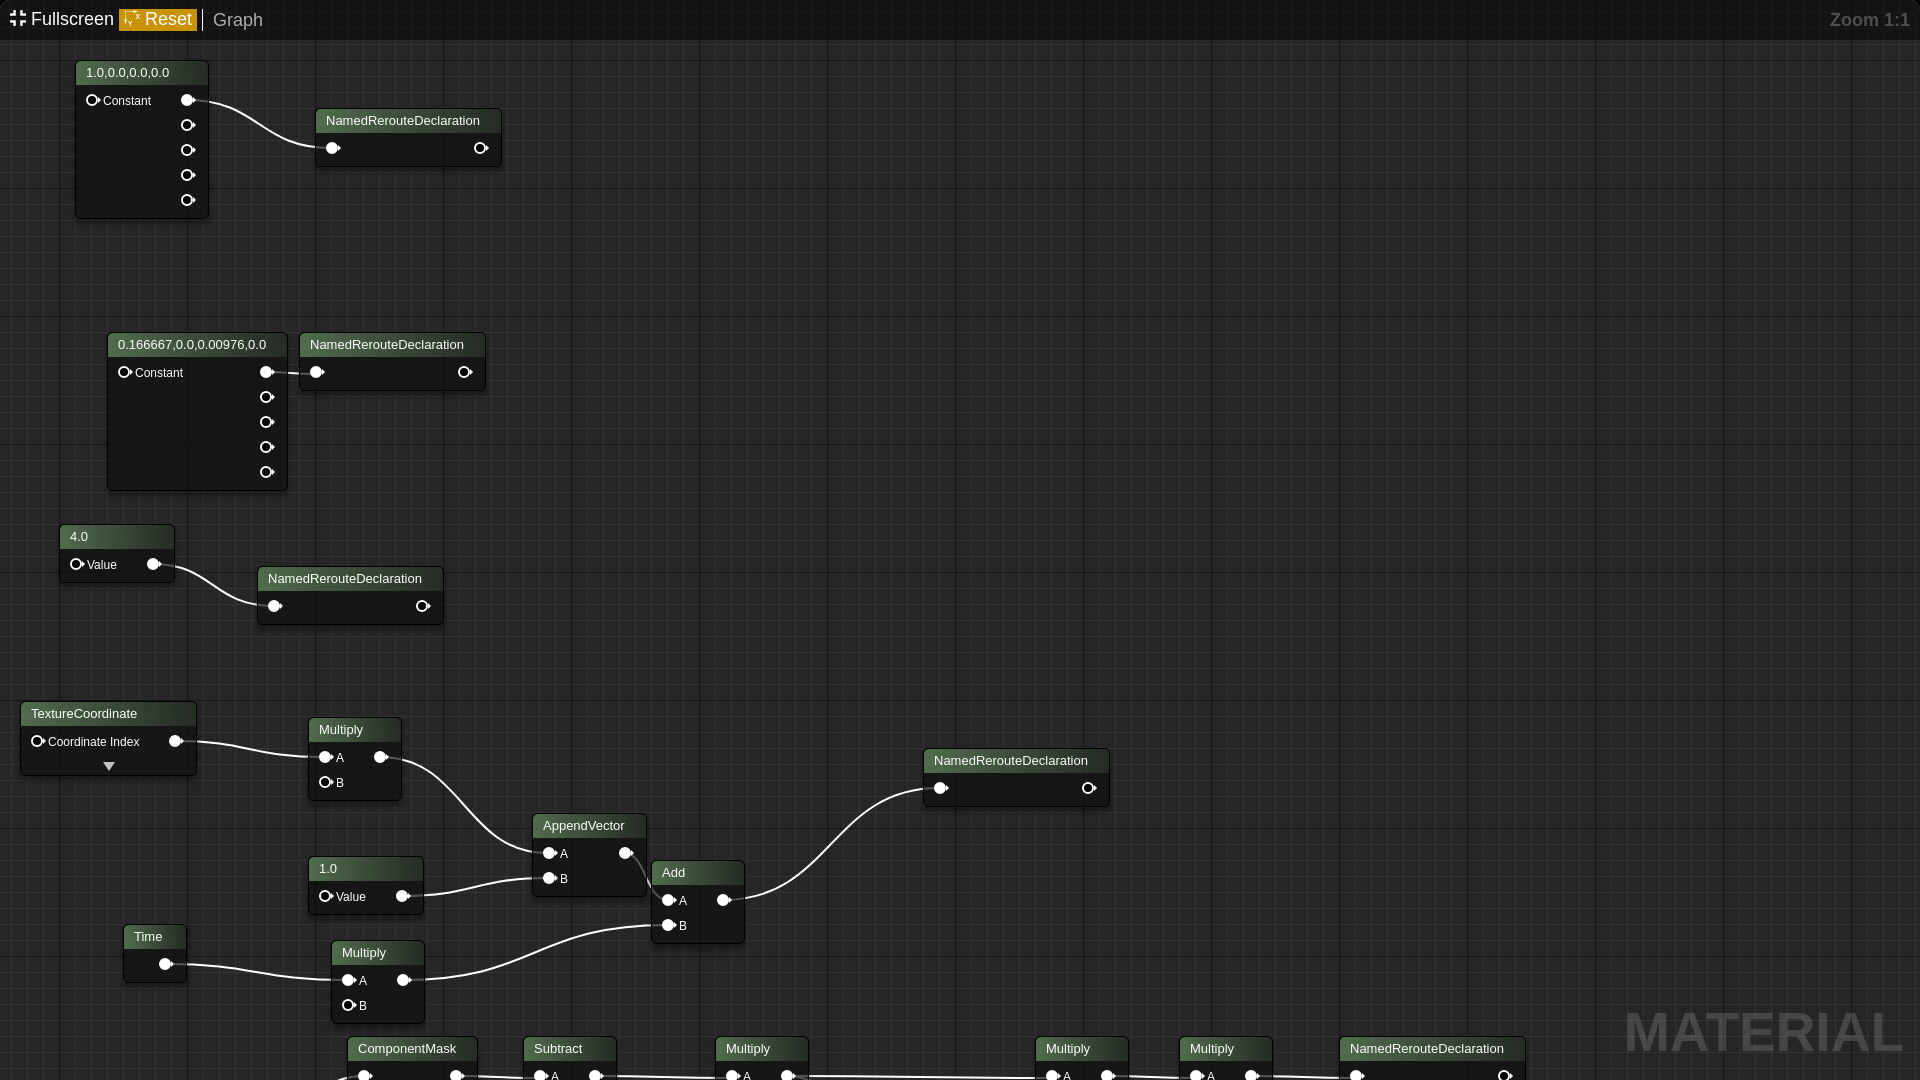 Fullscreen Reset Graph
Zoom 1:1
1.0,0.0,0.0,0.0
Constant
NamedRerouteDeclaration
0.166667,0.0,0.00976,0.0
Constant
NamedRerouteDeclaration
4.0
Value
NamedRerouteDeclaration
TextureCoordinate
Coordinate Index
Multiply
A
B
NamedRerouteDeclaration
AppendVector
A
B
1.0
Value
Add
A
B
Time
Multiply
A
B
ComponentMask
Subtract
A
Multiply
A
Multiply
A
Multiply
A
NamedRerouteDeclaration
MATERIAL